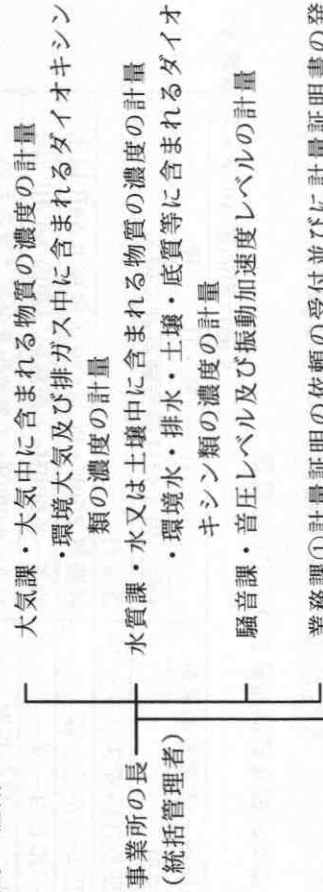 大気課・大気中に含まれる物質の濃度の計量
・環境大気及び排ガス中に含まれるダイオキシン
類の濃度の計量
事業所の長
(統括管理者)
水質課・水又は土壌中に含まれる物質の濃度の計量
・環境水・排水・土壌・底質等に含まれるダイオ
キシン類の濃度の計量
騒音課・音圧レベル及び振動加速度レベルの計量
業務課①計量証明の依頼の受付並びに計量証明書の発